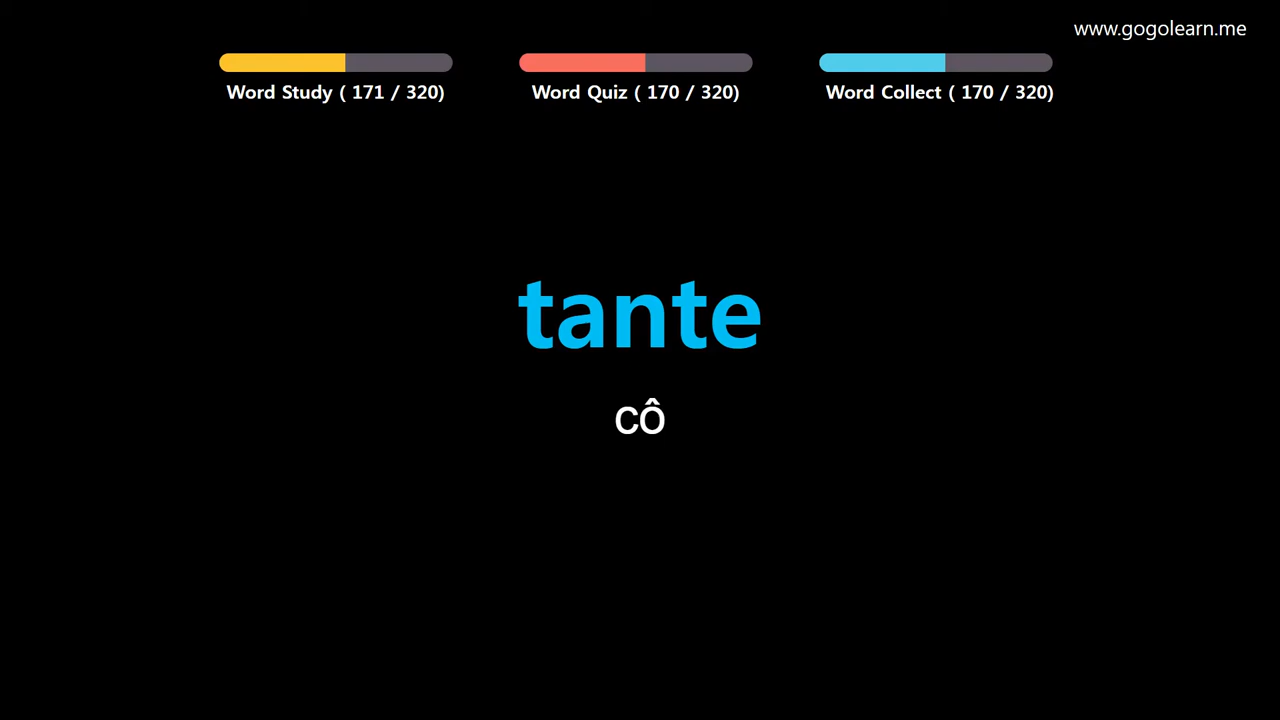 www.gogolearn.me
Word Study ( 171 / 320)
Word Quiz ( 170 / 320)
Word Collect ( 170 / 320)
tante
cô